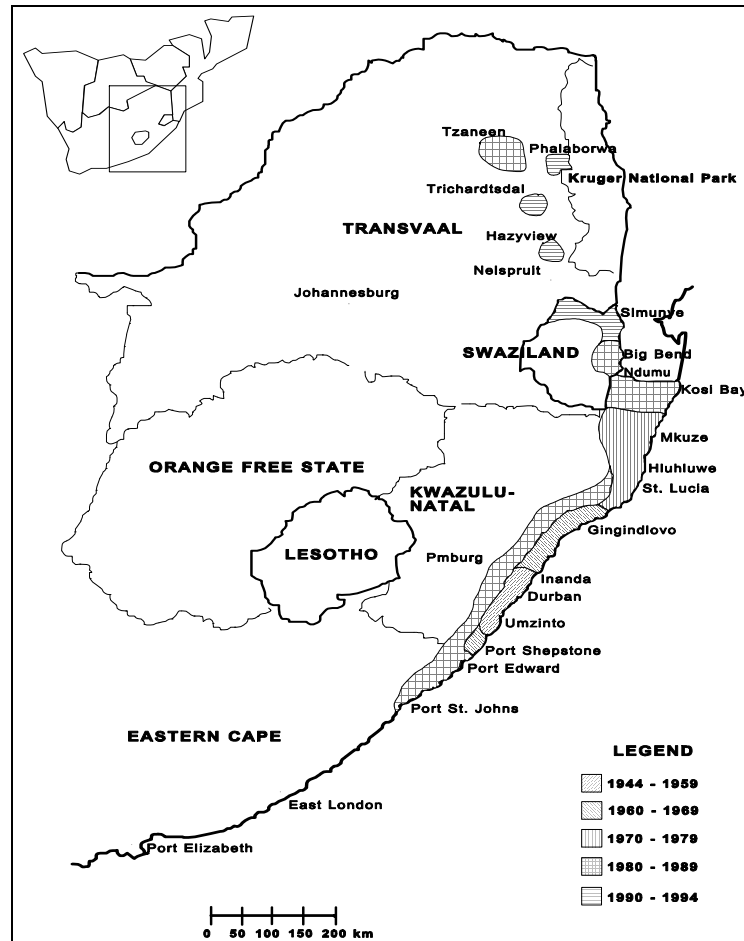 Tzaneen
Phalaborwa
Kruger National Park
Trichardtsdal
TRANSVAAL
Hazyview
Nelspruit
Johannesburg
Simunye
SWAZILAND
Big Bend
Ndumu
Kosi Bay
Mkuze
ORANGE FREE STATE
Hluhluwe
KWAZULU-
NATAL
St. Lucia
Gingindlovo
LESOTHO
Pmburg
Inanda
Durban
Umzinto
Port Shepstone
Port Edward
Port St. Johns
EASTERN CAPE
East London
Port Elizabeth
LEGEND
1944 - 1959
1960 - 1969
1970 - 1979
1980 - 1989
1990 - 1994
0 50 100 150 200 km